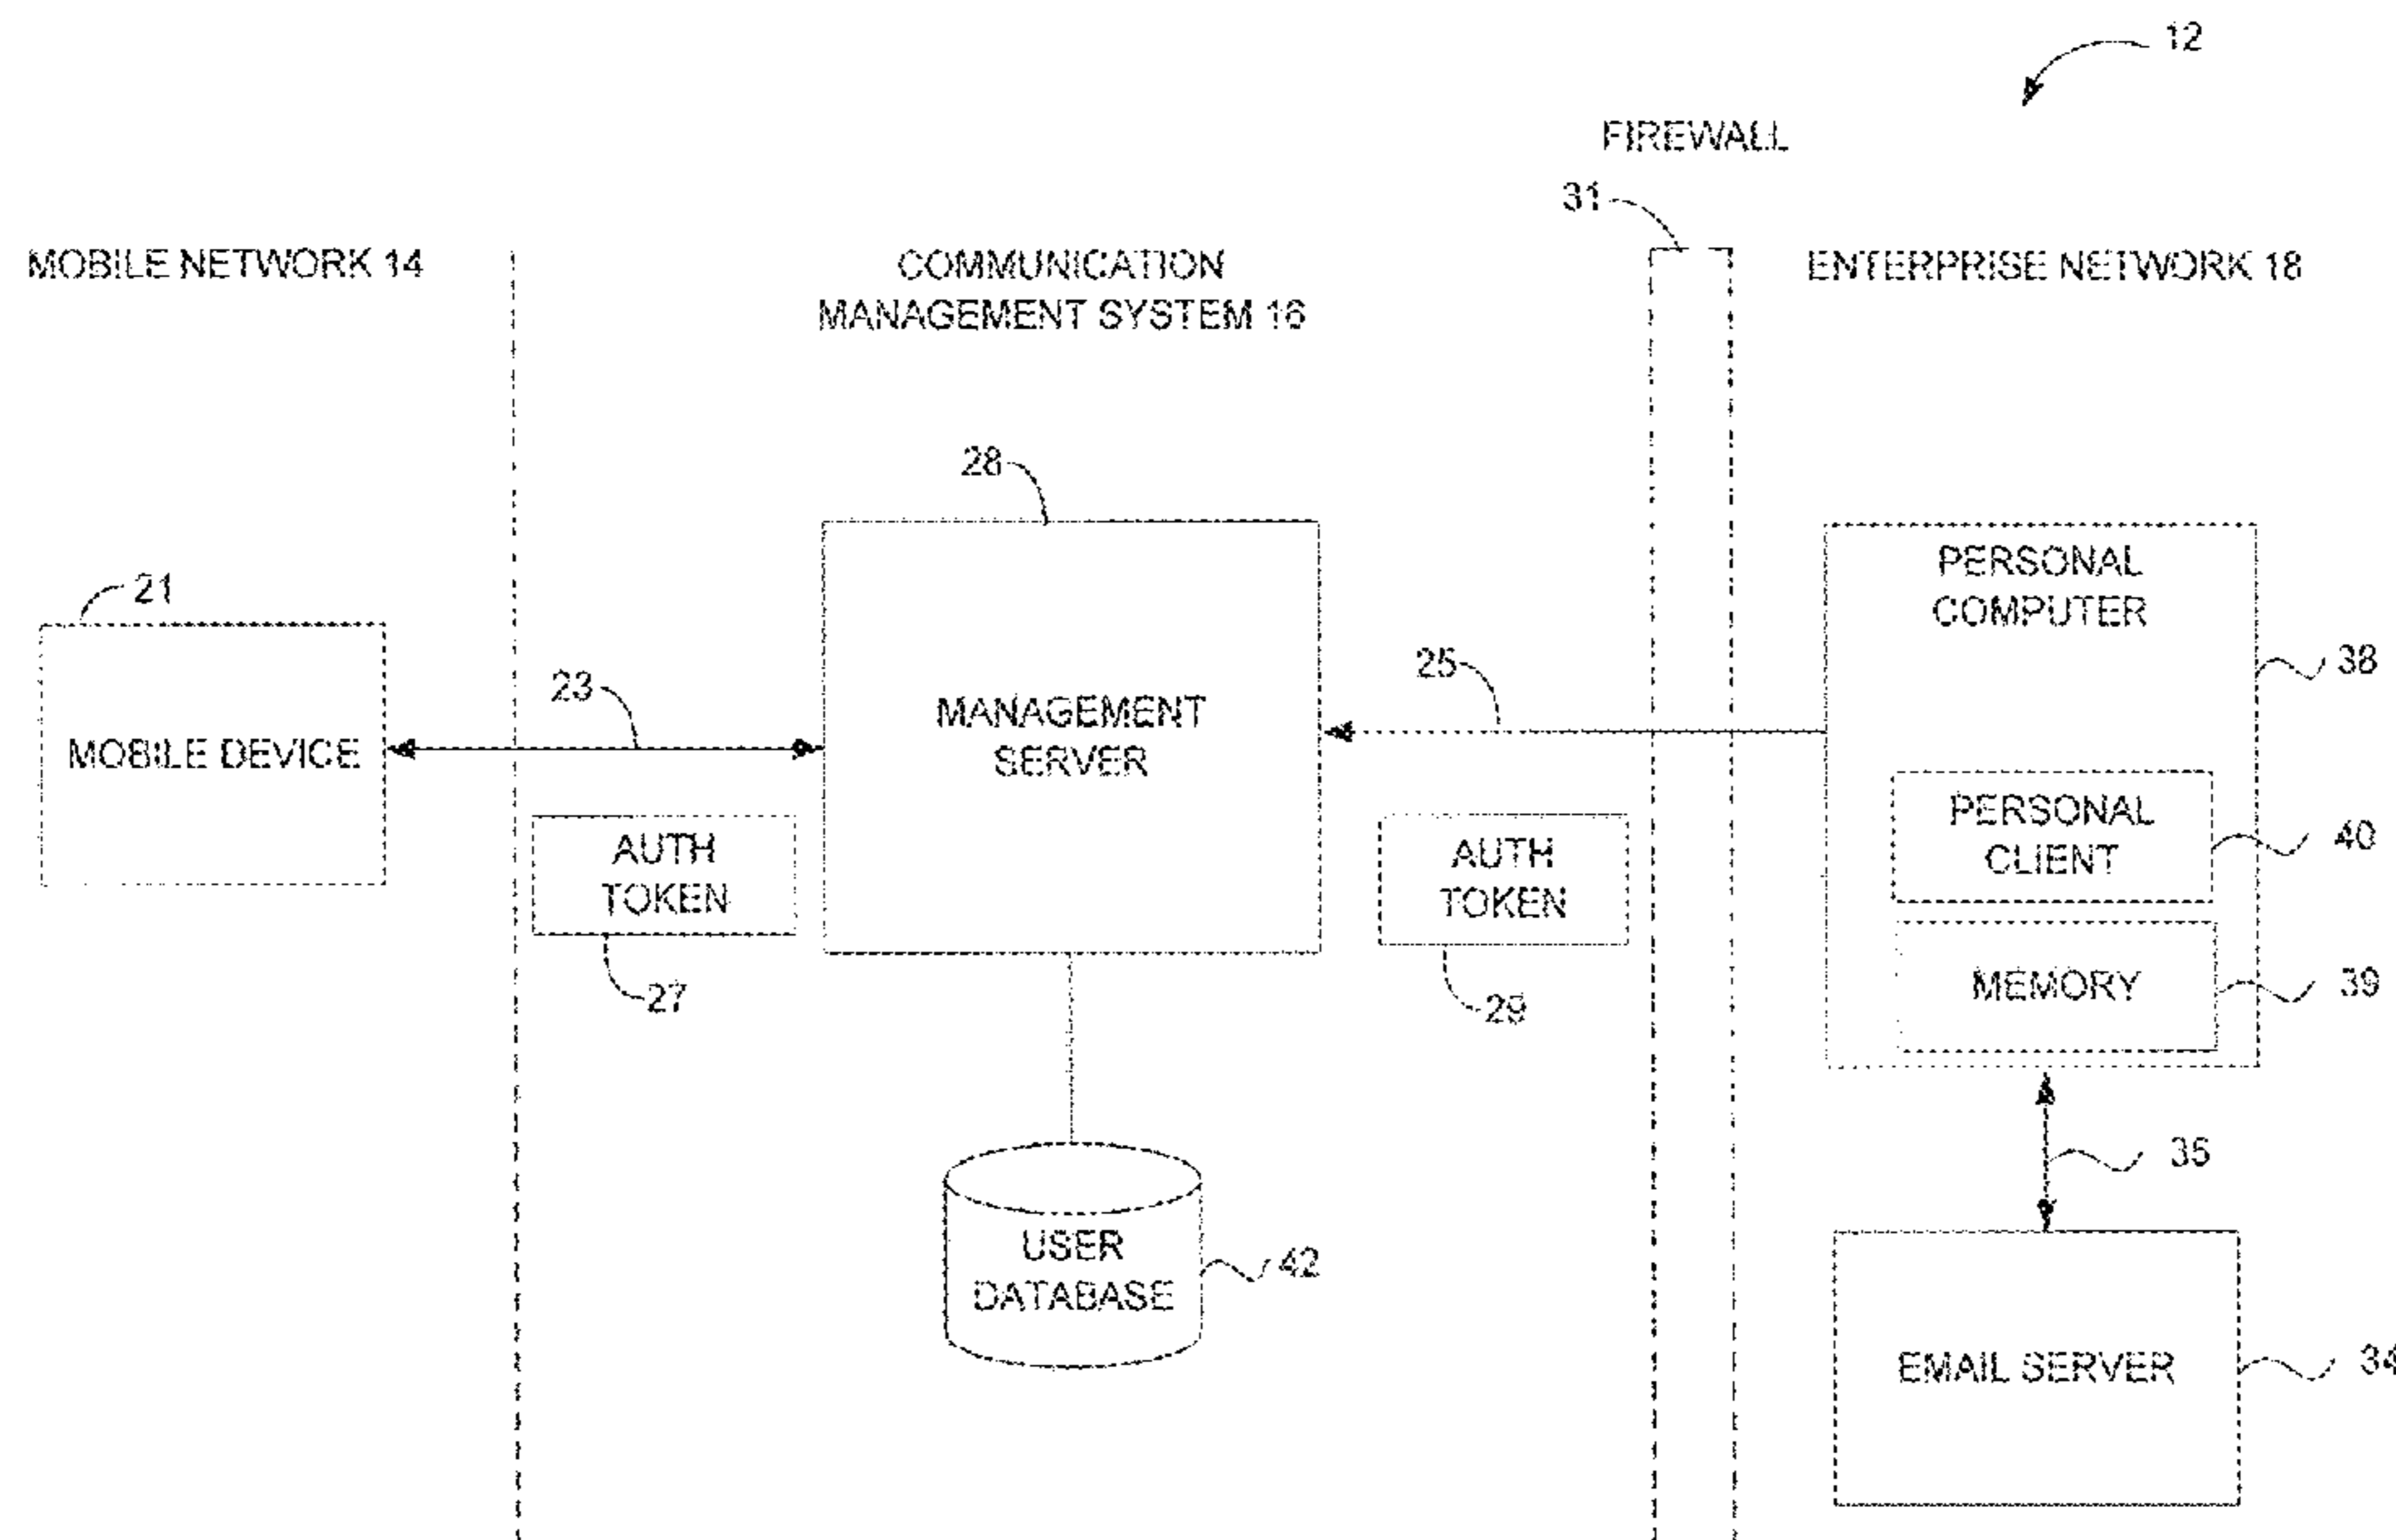 12
FIREWALL
31
MOBILE NETWORK 14
COMMUNICATION
MANAGEMENT SYSTEM 16
ENTERPRISE NETWORK 18
28
21
MOBILE DEVICE
23
MANAGEMENT
SERVER
25
PERSONAL
COMPUTER
38
PERSONAL
CLIENT
40
AUTH
TOKEN
27
AUTH
TOKEN
29
MEMORY
39
35
USER
DATABASE
42
EMAIL SERVER
34